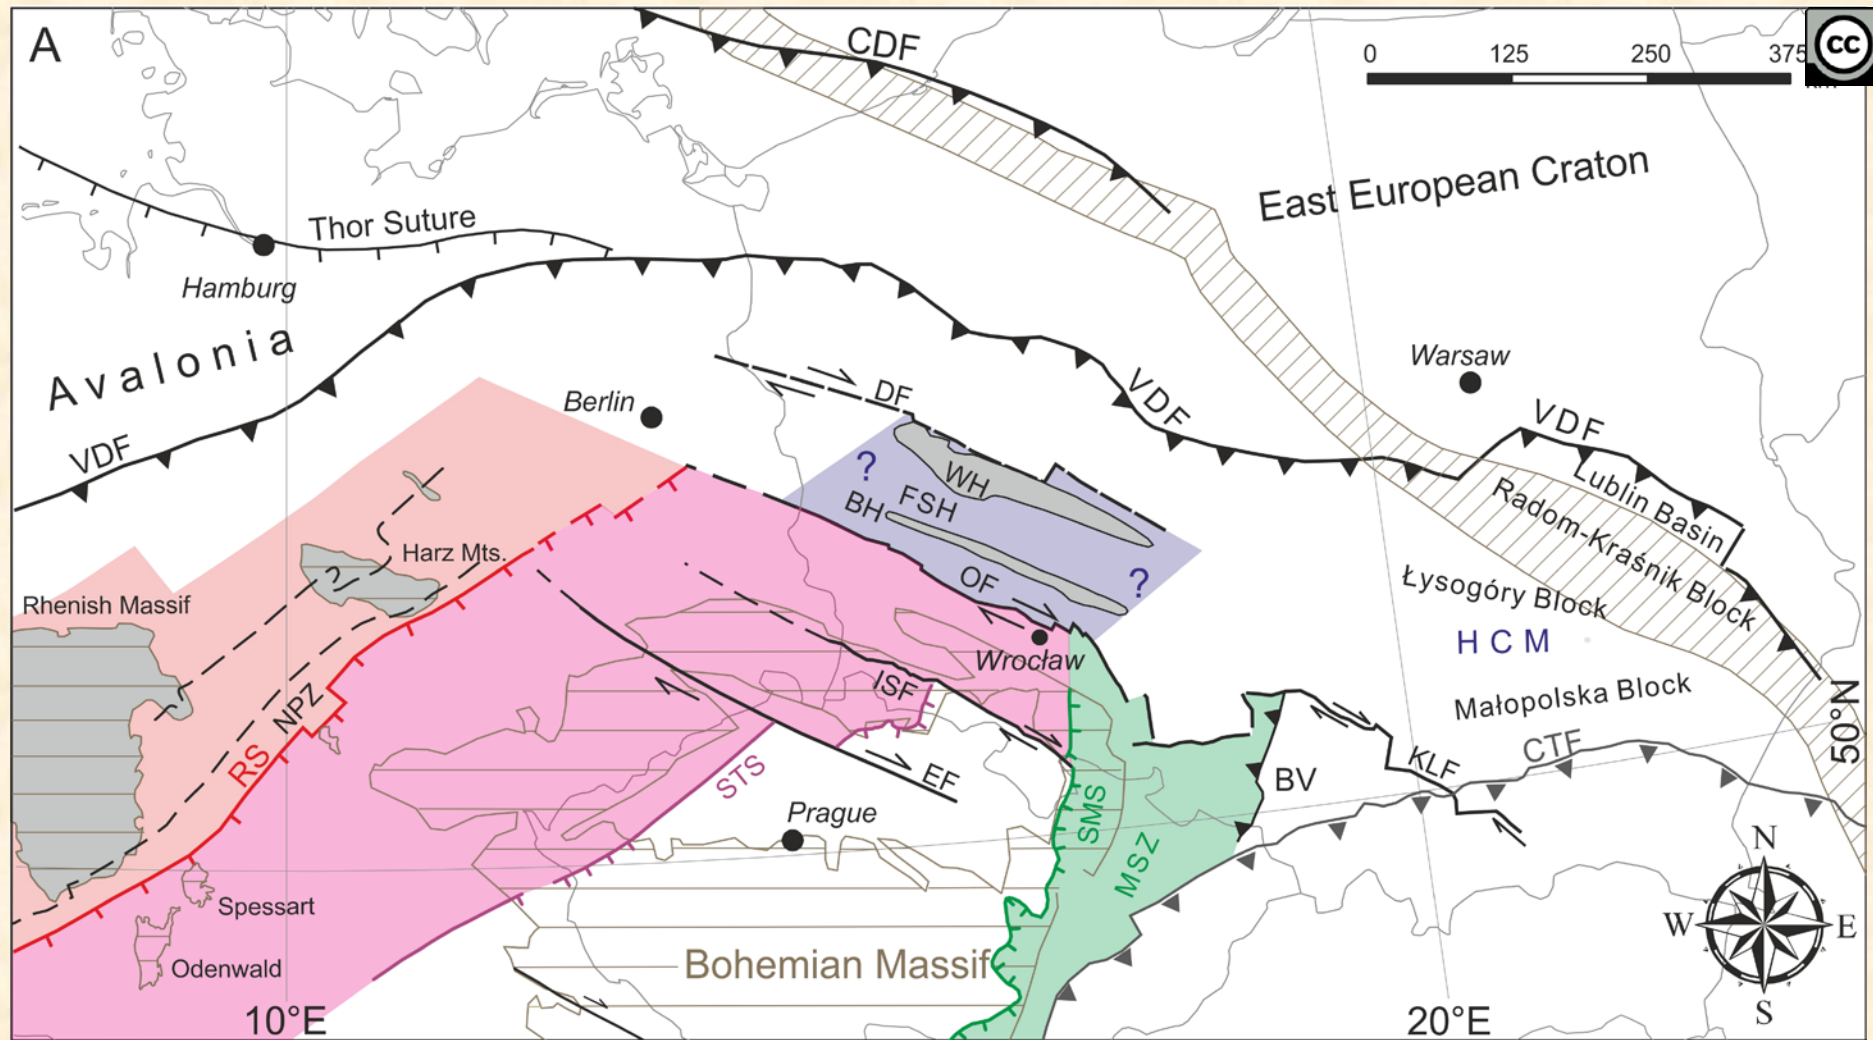 A
CDF
0 125 250 375
km
cc
East European Craton
Thor Suture
Hamburg
Avalonia
VDF
Berlin
DF
VDF
Warsaw
VDF
Lublin Basin
Radom-Kraśnik Block
?
WH
FSH
BH
OF
?
Łysogóry Block
HCM
Małopolska Block
Harz Mts.
Rhenish Massif
?
Wrocław
ISF
NPZ
RS
STS
EF
Prague
SMS
MSZ
BV
KLF
CTF
50°N
Spessart
Odenwald
Bohemian Massif
10°E
20°E
N
W
E
S